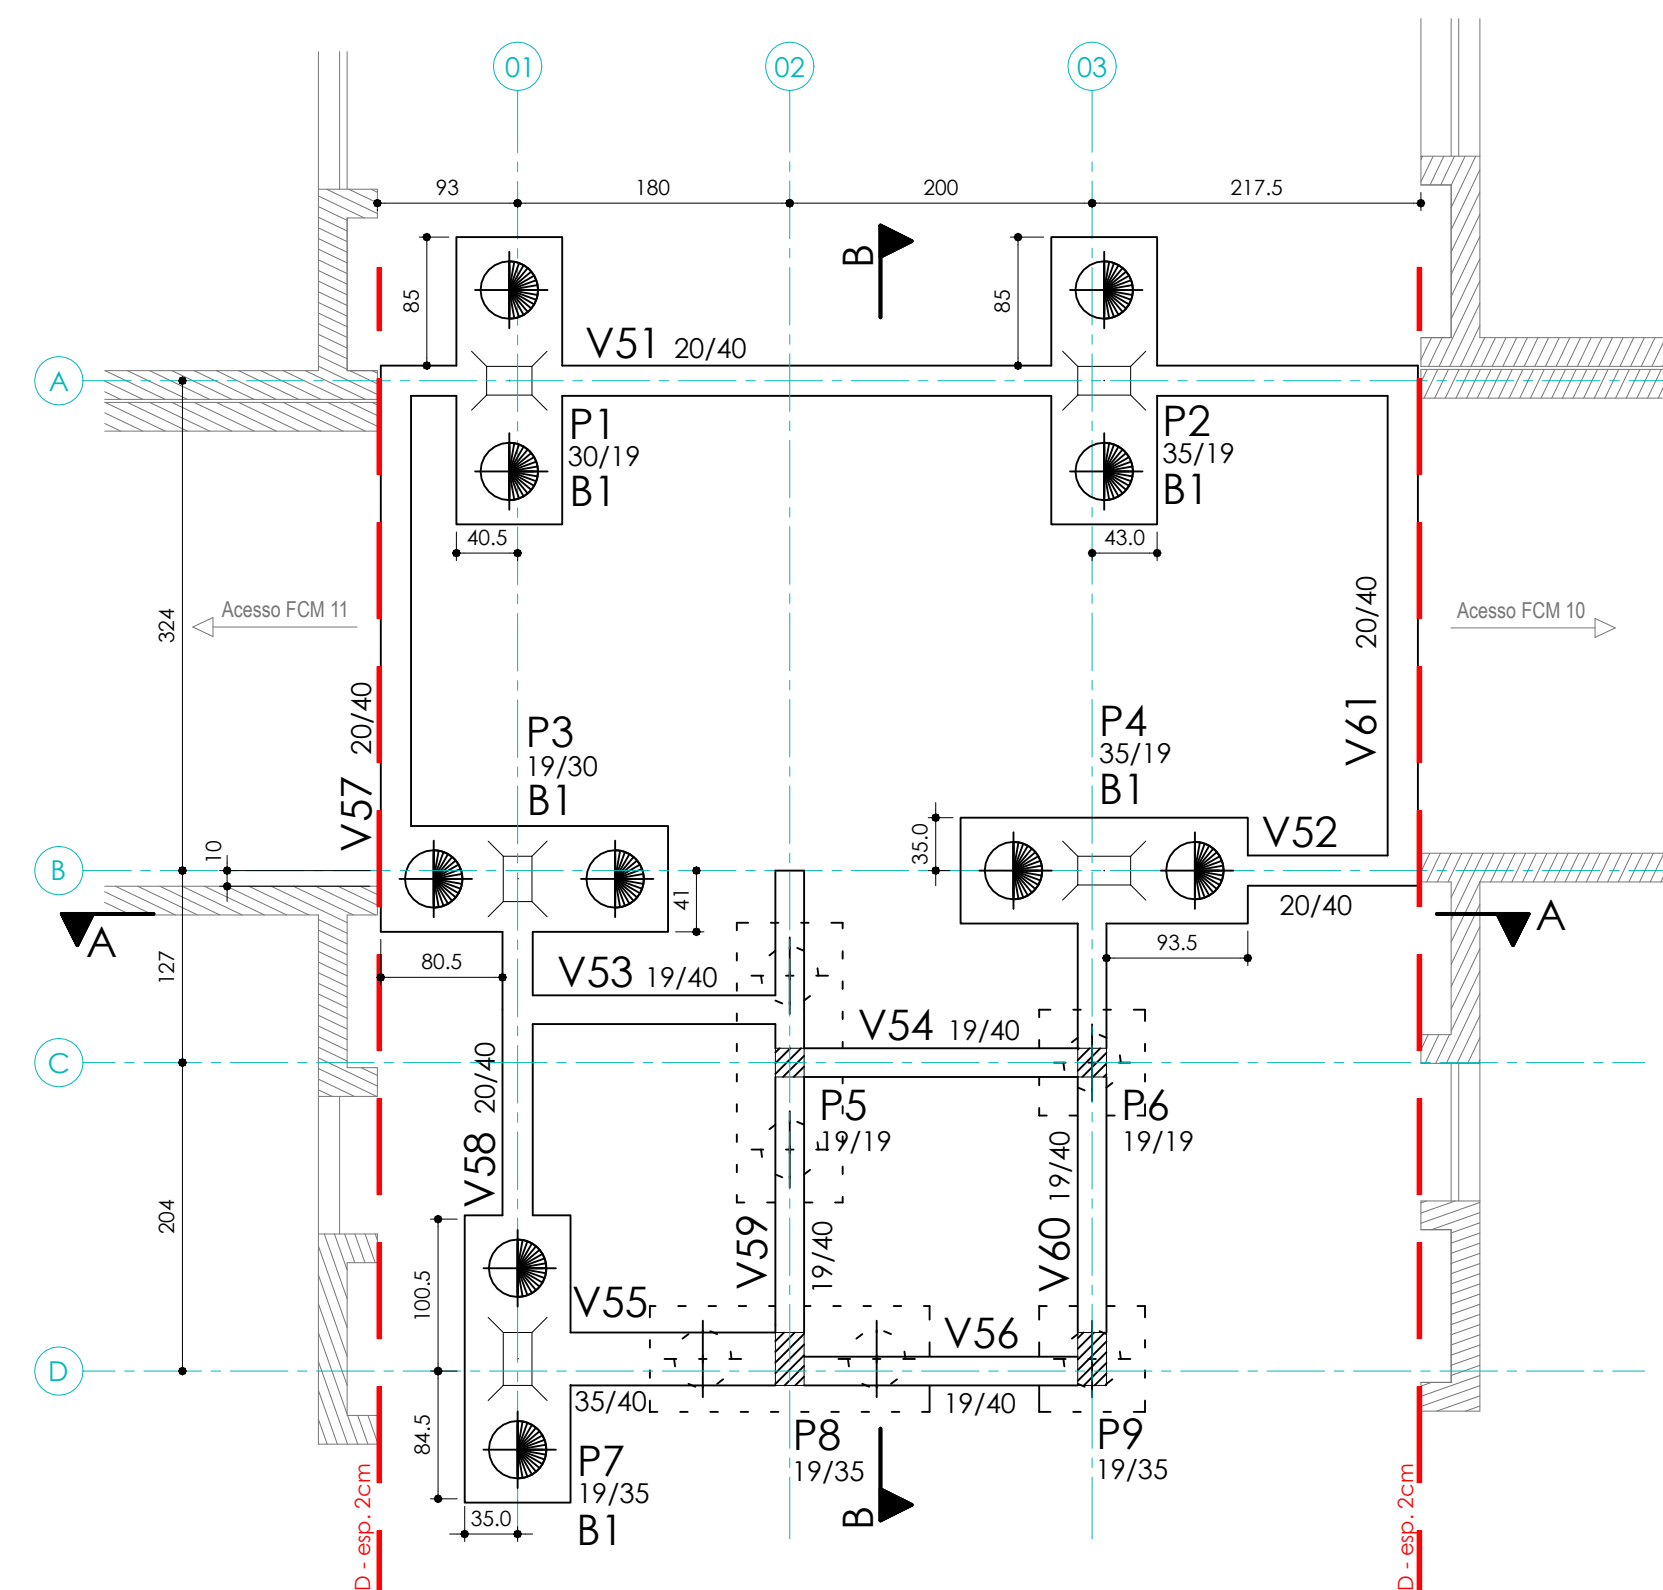 01
02
03
93
180
200
217.5
B
85
85
V51 20/40
A
P1
30/19
B1
P2
35/19
B1
40.5
43.0
324
Acesso FCM 11
20/40
Acesso FCM 10
V57 20/40
P3
19/30
B1
P4
35/19
B1
V61
10
35.0
V52
B
41
20/40
A
A
127
80.5
93.5
V53 19/40
V54 19/40
C
V58 20/40
P5
19/19
P6
19/19
204
V59 19/40
V60 19/40
100.5
V55
V56
D
35/40
19/40
84.5
P7
19/35
B1
P8
19/35
P9
19/35
35.0
B
D - esp. 2cm
D - esp. 2cm